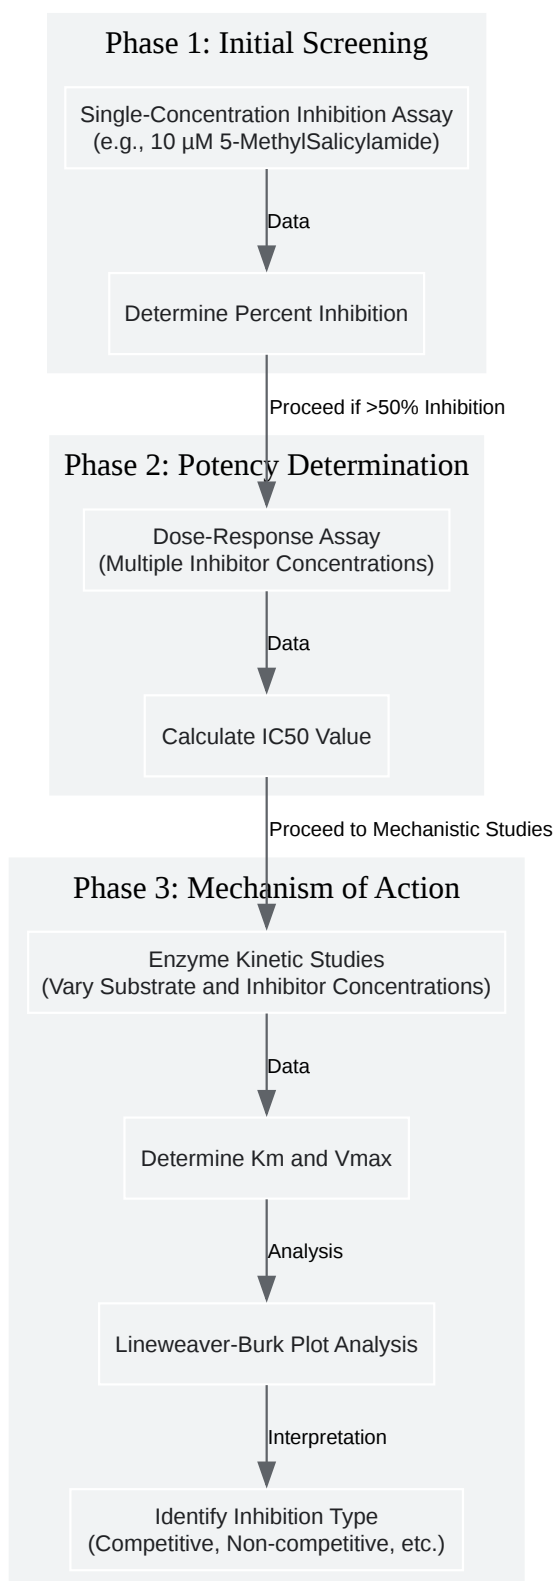 Phase 1: Initial Screening
Single-Concentration Inhibition Assay
(e.g., 10 µM 5-MethylSalicylamide)
Data
Determine Percent Inhibition
Proceed if >50% Inhibition
Phase 2: Potency Determination
Dose-Response Assay
(Multiple Inhibitor Concentrations)
Data
Calculate IC50 Value
Proceed to Mechanistic Studies
Phase 3: Mechanism of Action
Enzyme Kinetic Studies
(Vary Substrate and Inhibitor Concentrations)
Data
Determine Km and Vmax
Analysis
Lineweaver-Burk Plot Analysis
Interpretation
Identify Inhibition Type
(Competitive, Non-competitive, etc.)